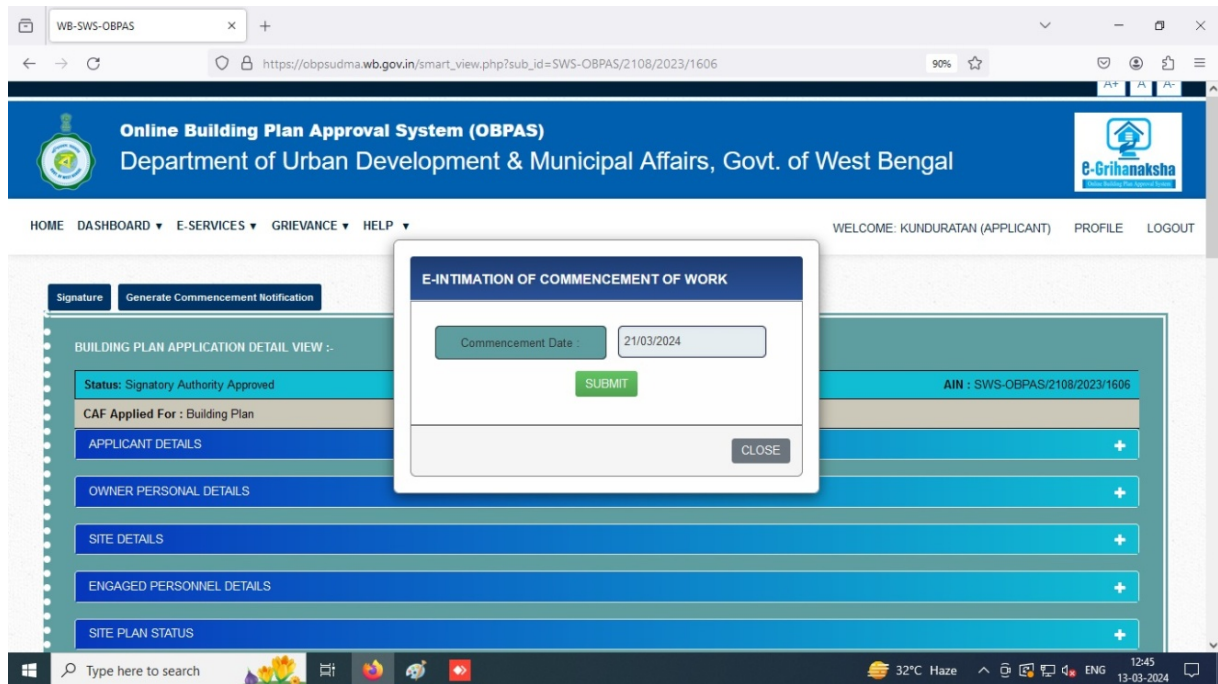 WB-SWS-OBPAS
https://obpsudma.wb.gov.in/smart_view.php?sub_id=SWS-OBPAS/2108/2023/1606
90%
A+ A A-
Online Building Plan Approval System (OBPAS)
Department of Urban Development & Municipal Affairs, Govt. of West Bengal
e-Grihanaksha
Online Building Plan Approval System
HOME DASHBOARD ▾ E-SERVICES ▾ GRIEVANCE ▾ HELP ▾
WELCOME: KUNDURATAN (APPLICANT) PROFILE LOGOUT
E-INTIMATION OF COMMENCEMENT OF WORK
Commencement Date : 21/03/2024
SUBMIT
CLOSE
Signature Generate Commencement Notification
BUILDING PLAN APPLICATION DETAIL VIEW :-
Status: Signatory Authority Approved AIN : SWS-OBPAS/2108/2023/1606
CAF Applied For : Building Plan
APPLICANT DETAILS
OWNER PERSONAL DETAILS
SITE DETAILS
ENGAGED PERSONNEL DETAILS
SITE PLAN STATUS
Type here to search
32°C Haze
ENG
12:45
13-03-2024